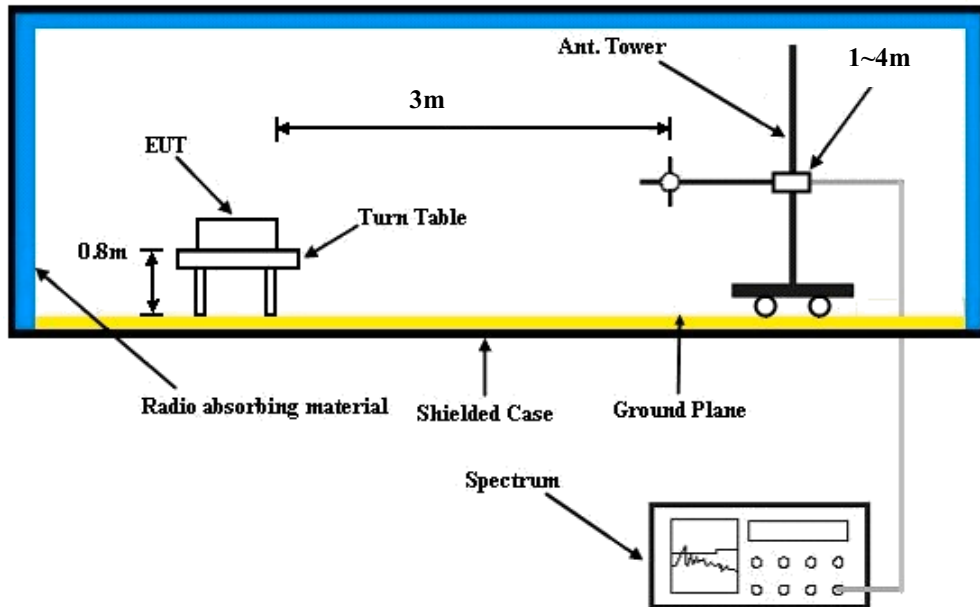 Ant. Tower
1~4m
3m
EUT
Turn Table
0.8m
Radio absorbing material
Shielded Case
Ground Plane
Spectrum